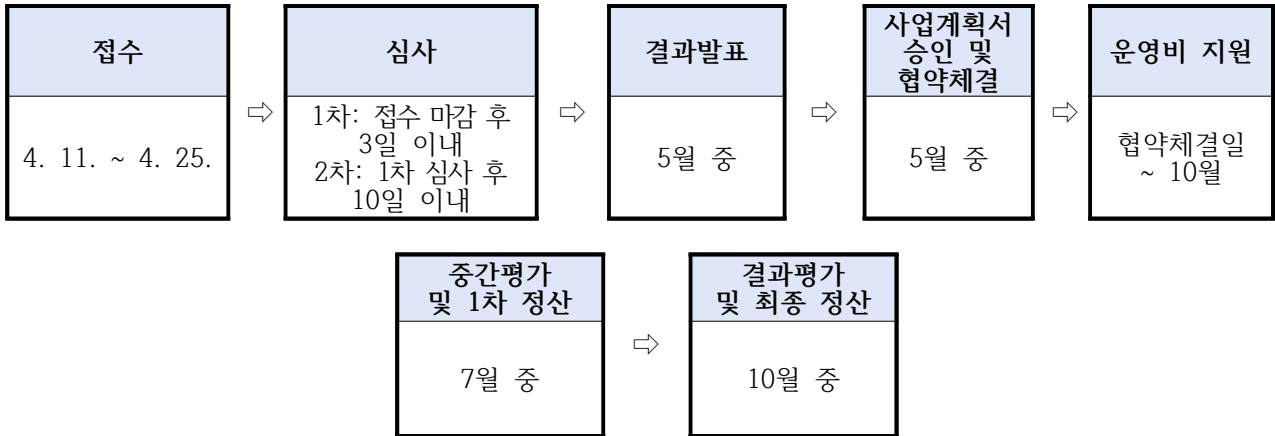 접수
4. 11. ~ 4. 25.
⇨
심사
1차: 접수 마감 후
3일 이내
2차: 1차 심사 후
10일 이내
⇨
결과발표
5월 중
⇨
사업계획서
승인 및
협약체결
5월 중
⇨
운영비 지원
협약체결일
~ 10월
중간평가
및 1차 정산
7월 중
⇨
결과평가
및 최종 정산
10월 중